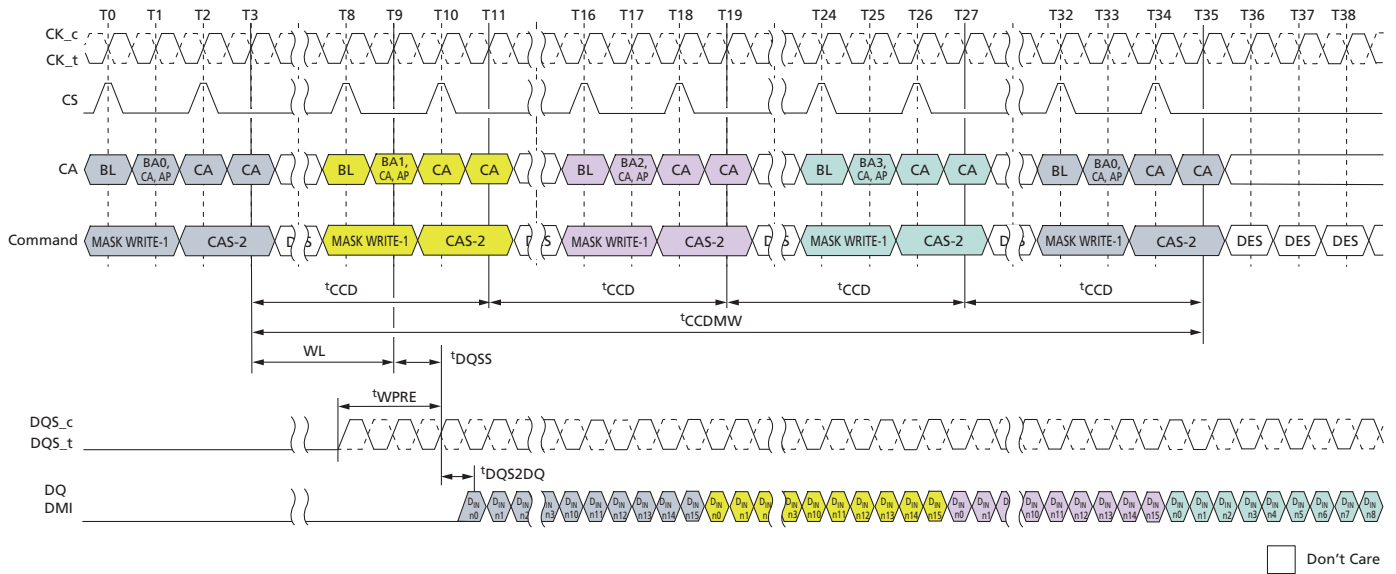 T0 T1 T2 T3 T8 T9 T10 T11 T16 T17 T18 T19 T24 T25 T26 T27 T32 T33 T34 T35 T36 T37 T38
CK_c
CK_t
CS
CA BL BA0, CA, AP CA CA BL BA1, CA, AP CA CA BL BA2, CA, AP CA CA BL BA3, CA, AP CA CA BL BA0, CA, AP CA CA
Command MASK WRITE-1 CAS-2 MASK WRITE-1 CAS-2 MASK WRITE-1 CAS-2 MASK WRITE-1 CAS-2 MASK WRITE-1 CAS-2 DES DES DES
tCCD tCCD tCCD tCCD
tCCDMW
WL tDQSS
tWPRE
DQS_c
DQS_t
tDQS2DQ
DQ
DMI
DIN DIN DIN DIN DIN DIN DIN DIN DIN DIN DIN DIN DIN DIN DIN DIN DIN DIN DIN DIN DIN DIN DIN DIN DIN DIN DIN DIN DIN DIN DIN DIN DIN DIN
n0 n1 n2 n3 n10 n11 n12 n13 n14 n15 n0 n1 n3 n10 n11 n12 n13 n14 n15 n0 n1 n10 n11 n12 n13 n14 n15 n0 n1 n2 n3 n4 n5 n6 n7 n8
Don't Care